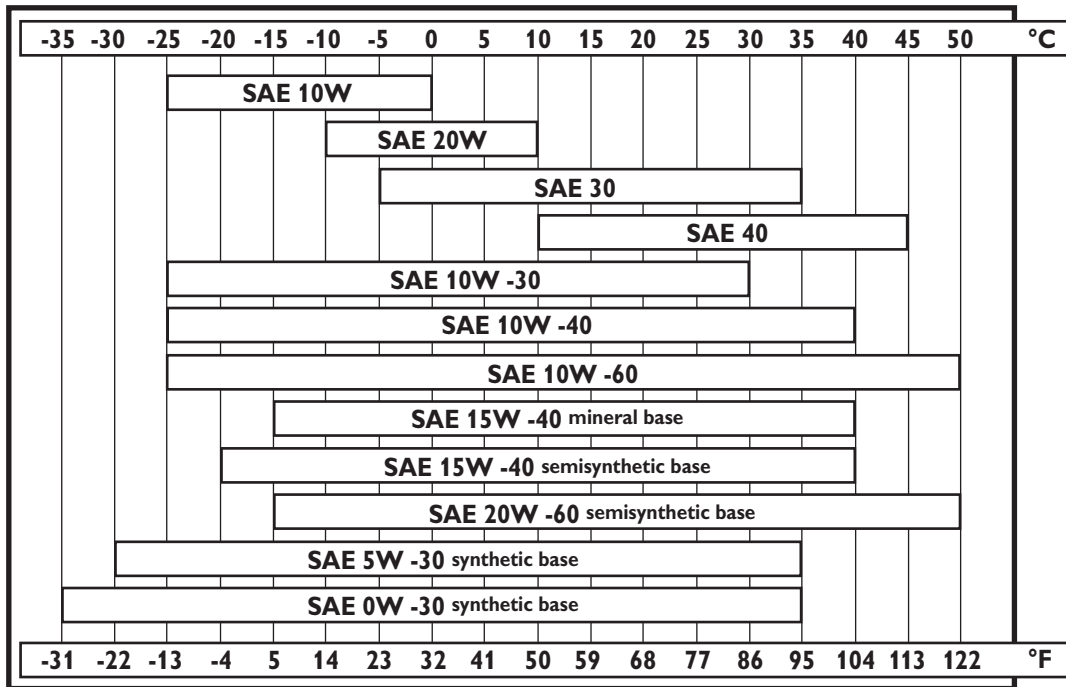 -35 -30 -25 -20 -15 -10 -5 0 5 10 15 20 25 30 35 40 45 50 °C
SAE 10W
SAE 20W
SAE 30
SAE 40
SAE 10W -30
SAE 10W -40
SAE 10W -60
SAE 15W -40 mineral base
SAE 15W -40 semisynthetic base
SAE 20W -60 semisynthetic base
SAE 5W -30 synthetic base
SAE 0W -30 synthetic base
-31 -22 -13 -4 5 14 23 32 41 50 59 68 77 86 95 104 113 122 °F